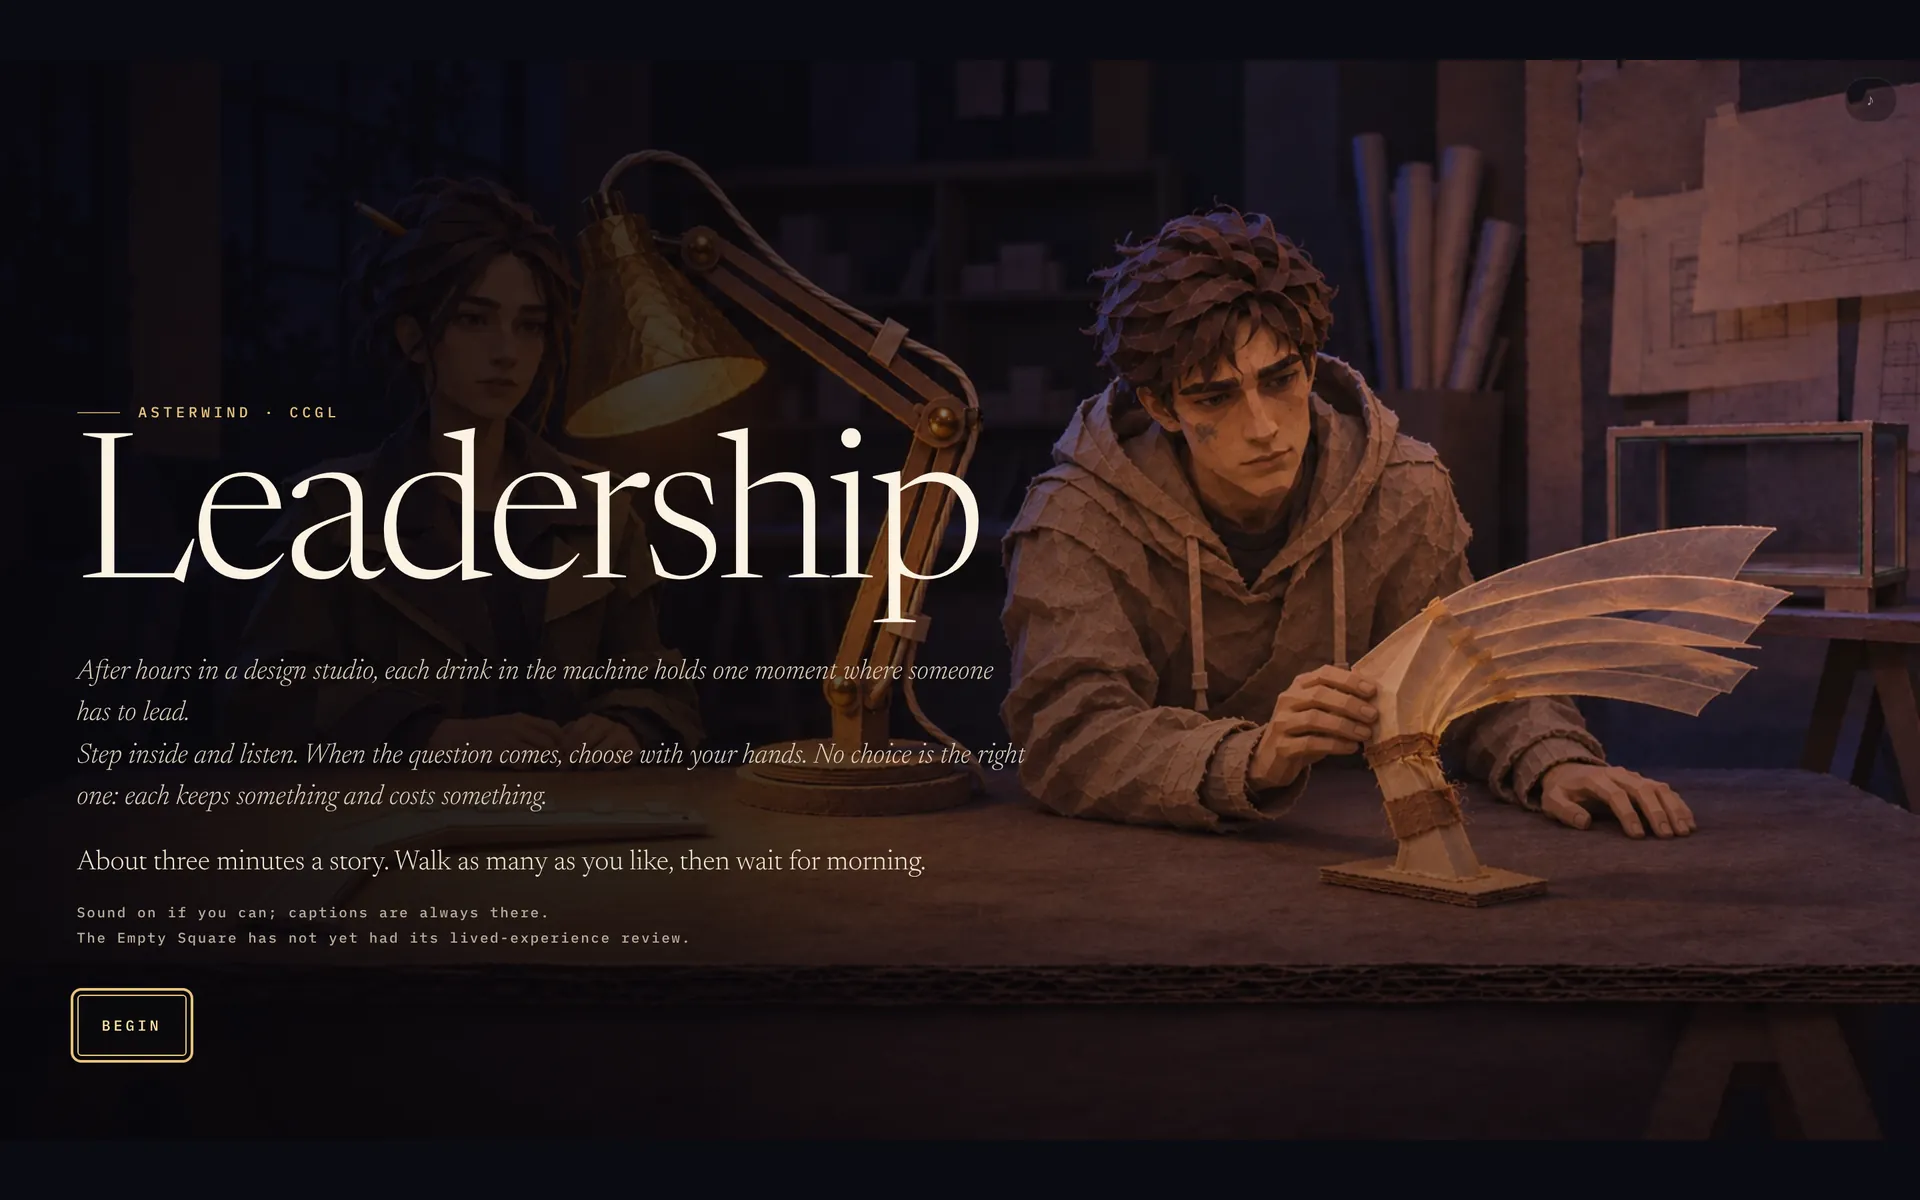 ASTERWIND · CCGL
Leadership
After hours in a design studio, each drink in the machine holds one moment where someone
has to lead.
Step inside and listen. When the question comes, choose with your hands. No choice is the right
one: each keeps something and costs something.
About three minutes a story. Walk as many as you like, then wait for morning.
Sound on if you can; captions are always there.
The Empty Square has not yet had its lived-experience review.
BEGIN